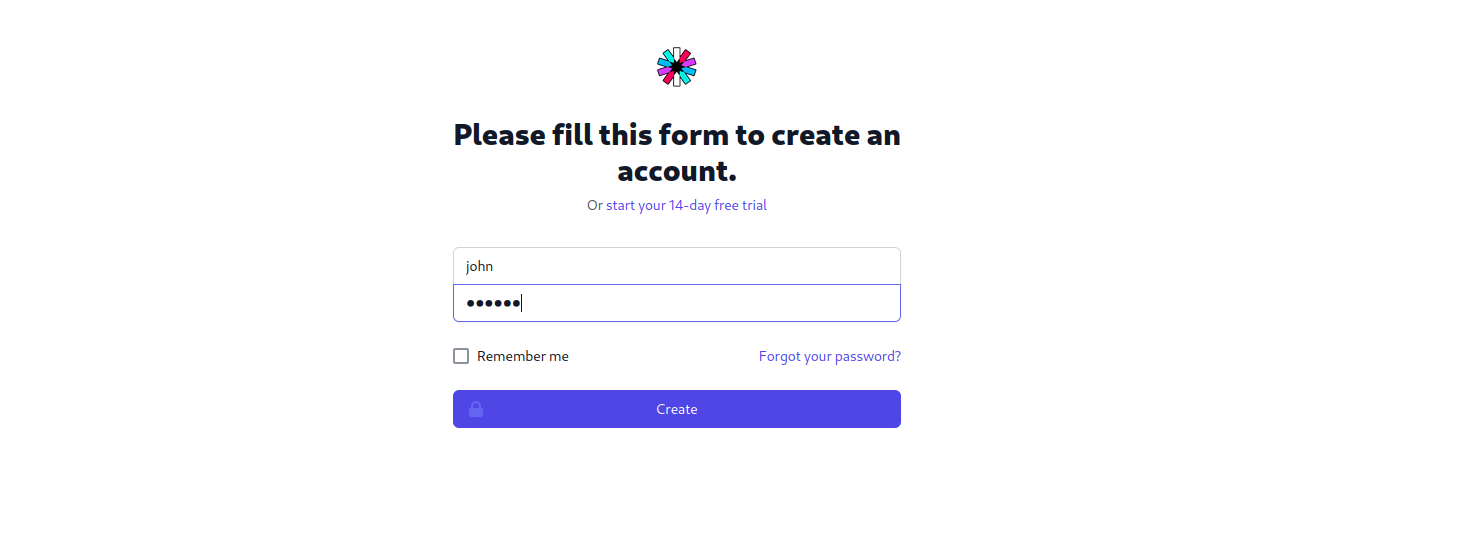 Please fill this form to create an
account.
Or start your 14-day free trial
john
●●●●●●
Remember me
Forgot your password?
Create